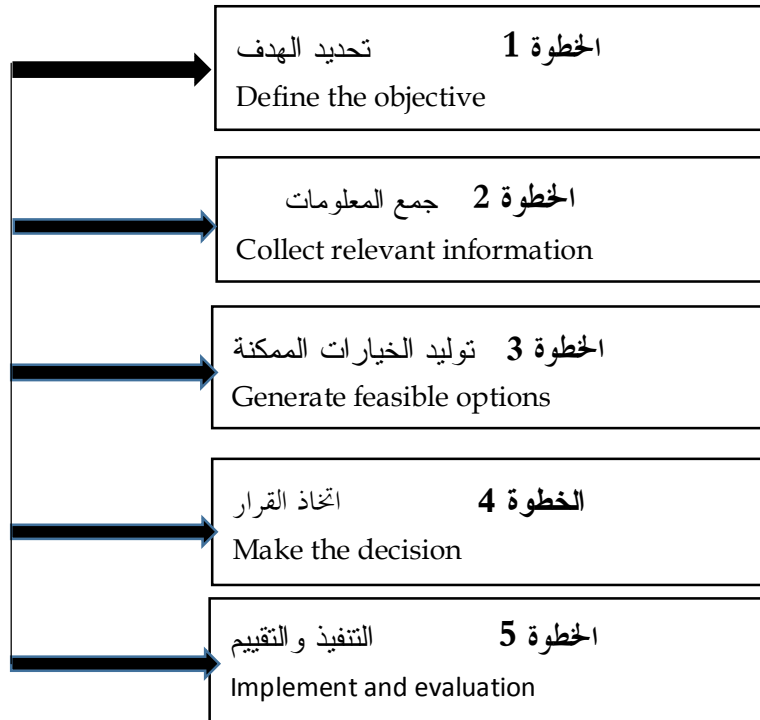 الخطوة 1 تحديد الهدف
Define the objective
الخطوة 2 جمع المعلومات
Collect relevant information
الخطوة 3 توليد الخيارات الممكنة
Generate feasible options
الخطوة 4 اتخاذ القرار
Make the decision
الخطوة 5 التنفيذ والتقييم
Implement and evaluation